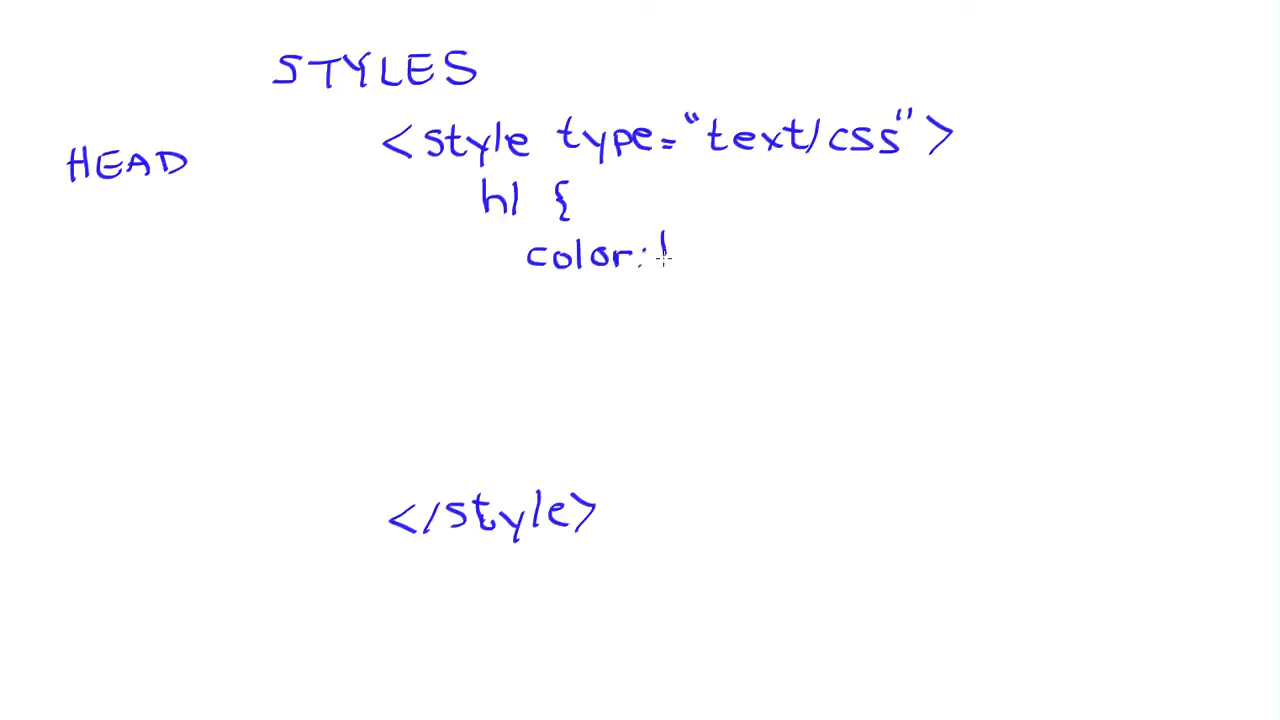 STYLES
<style type="text/css">
HEAD
h1 {
color:
</style>